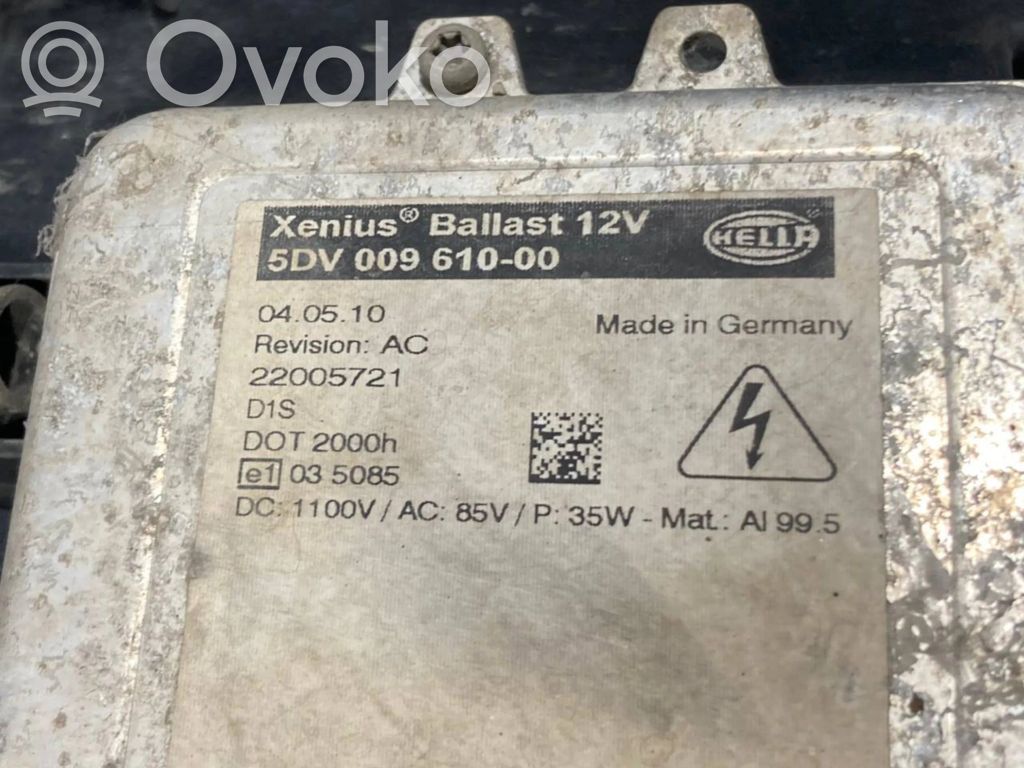 Ovoko
Xenius® Ballast 12V
5DV 009 610-00
HELLA
04.05.10
Made in Germany
Revision: AC
22005721
D1S
DOT 2000h
e1 03 5085
DC: 1100V / AC: 85V / P: 35W - Mat.: Al 99.5